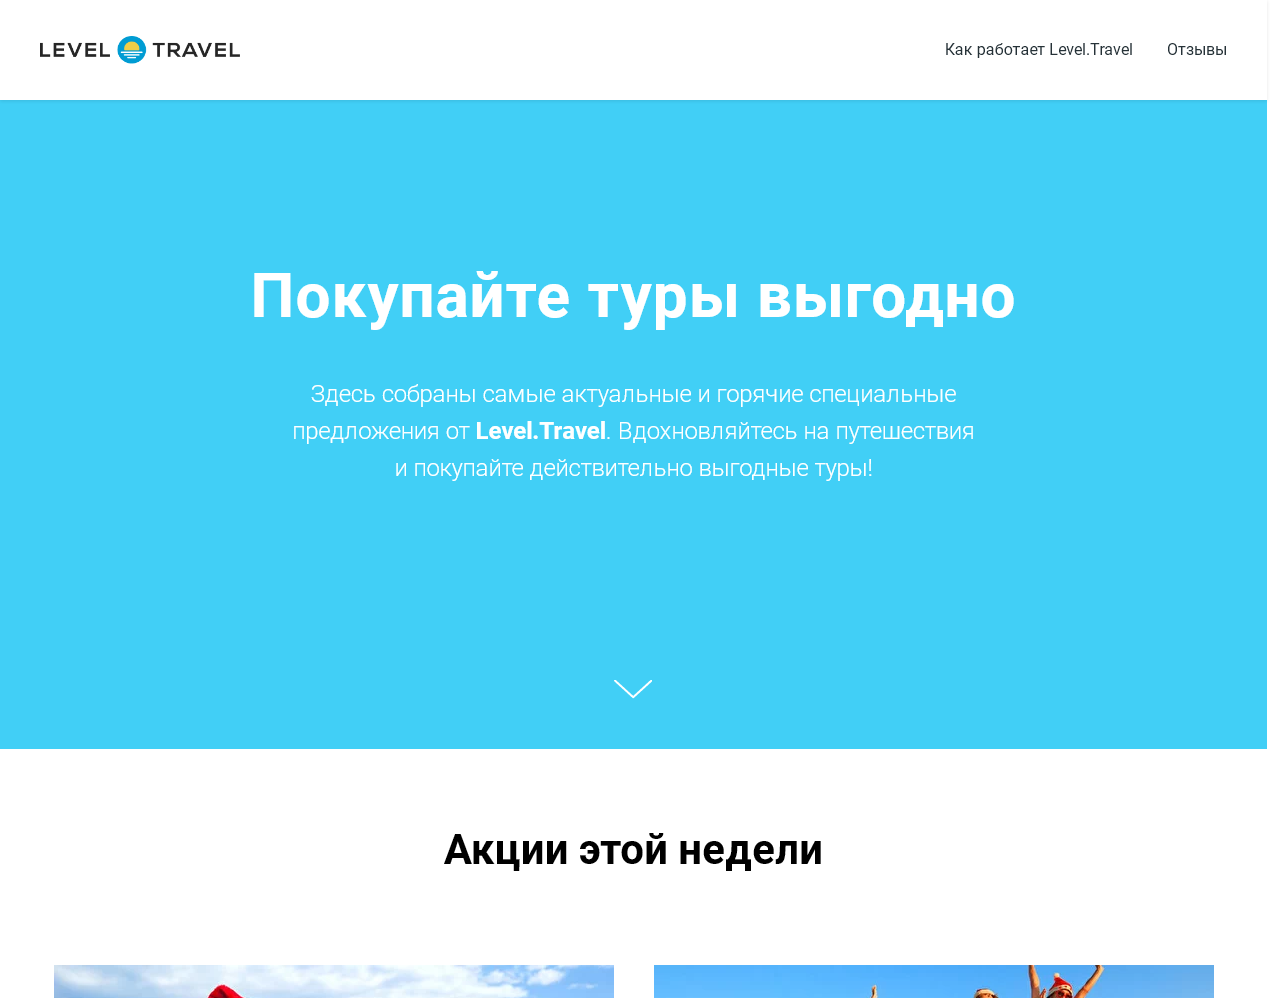 LEVEL TRAVEL
Как работает Level.Travel
Отзывы
Покупайте туры выгодно
Здесь собраны самые актуальные и горячие специальные
предложения от Level.Travel. Вдохновляйтесь на путешествия
и покупайте действительно выгодные туры!
Акции этой недели